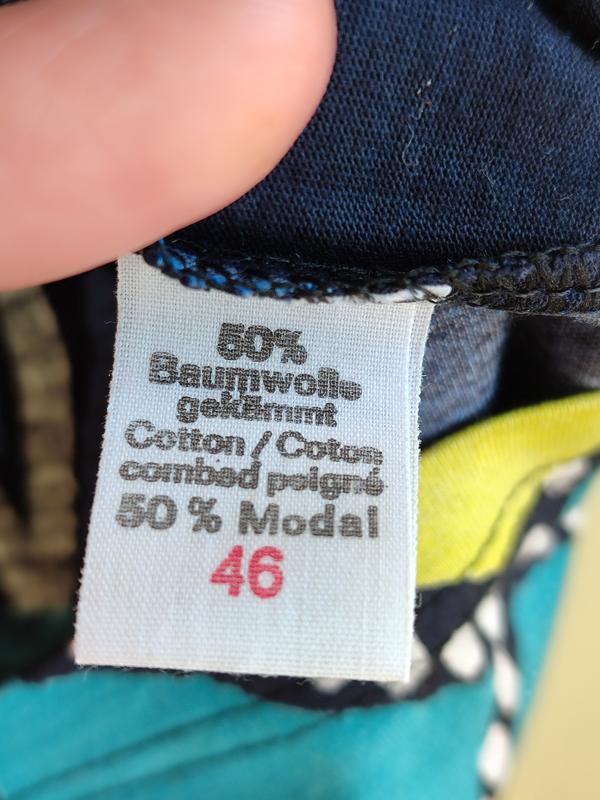 50%
Baumwolle
gekämmt
Cotton / Coton
combed peigné
50 % Modal
46